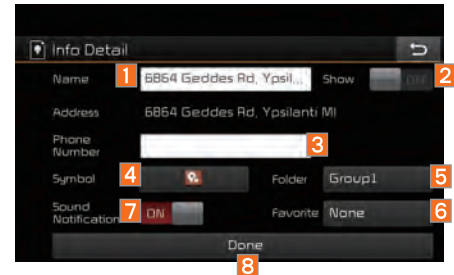 Info Detail
Name 1 6864 Geddes Rd, Ypsil... Show 2 OFF
Address 6864 Geddes Rd, Ypsilanti MI
Phone
Number 3
Symbol 4 Folder Group1 5
Sound
Notification 7 ON Favorite None 6
Done
8